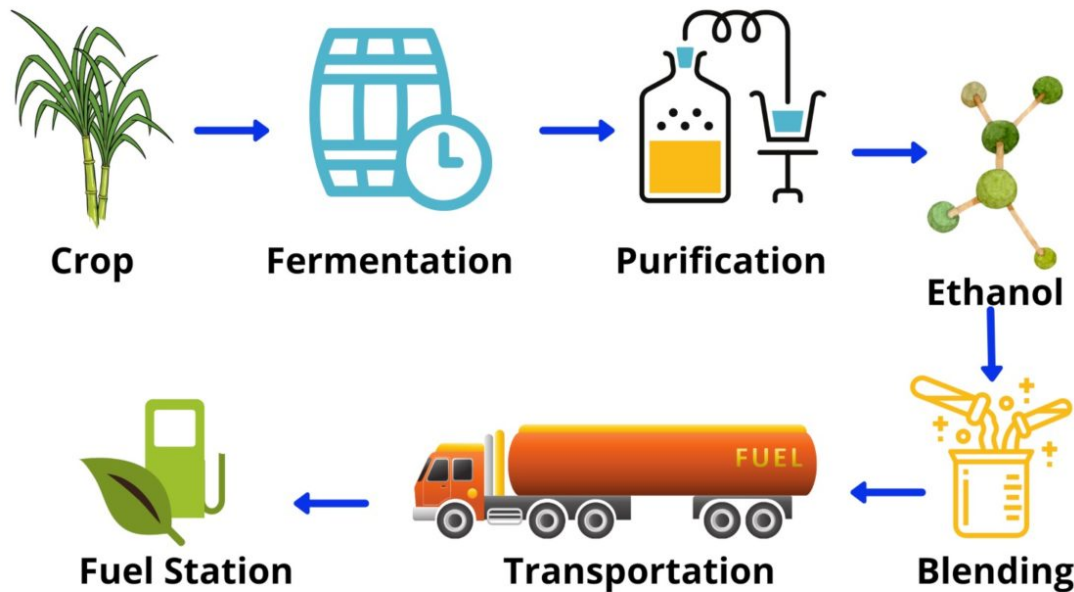 Crop
Fermentation
Purification
Ethanol
FUEL
Fuel Station
Transportation
Blending